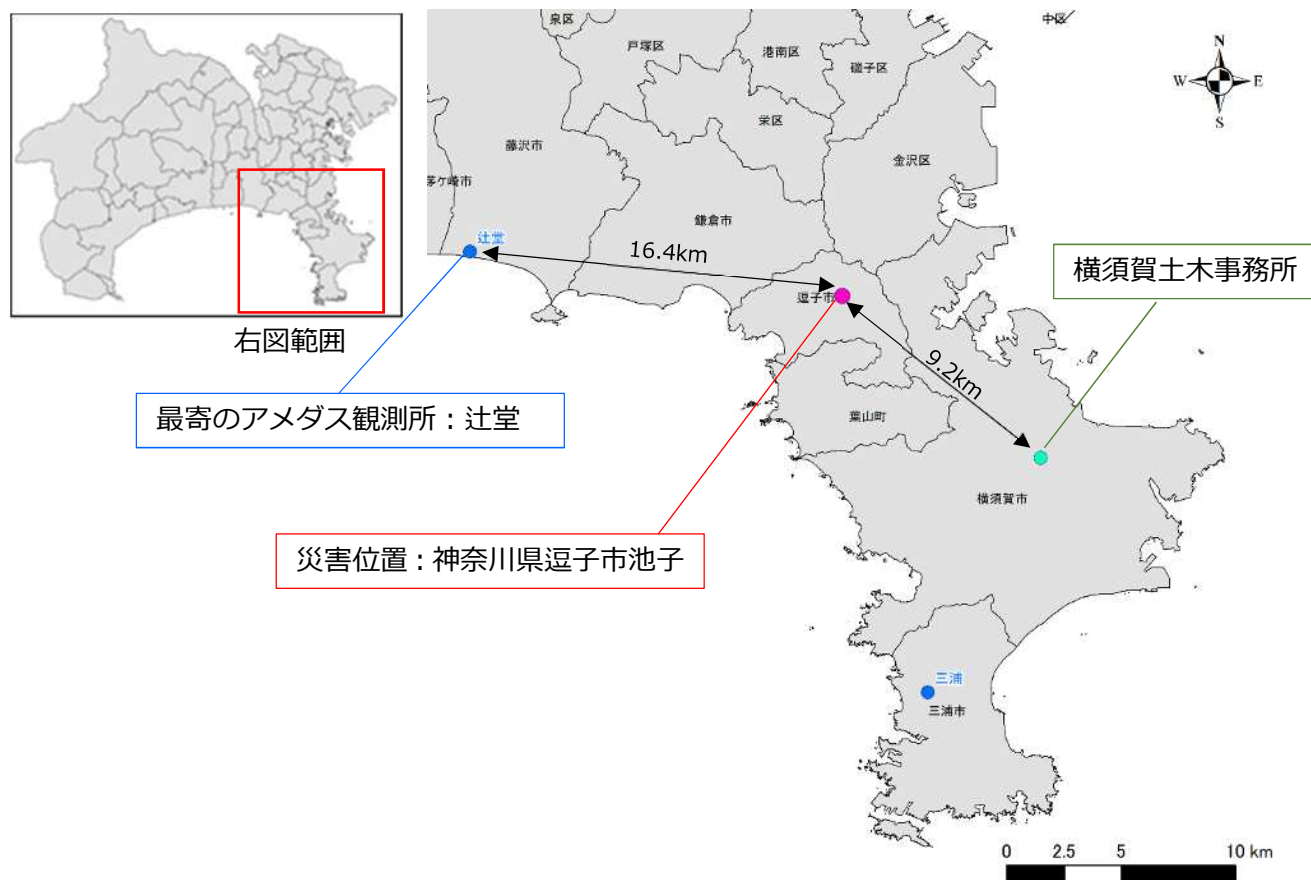 泉区
中区
戸塚区
港南区
磯子区
N
W
E
S
栄区
藤沢市
金沢区
茅ケ崎市
鎌倉市
辻堂
16.4km
横須賀土木事務所
逗子市
右図範囲
9.2km
最寄のアメダス観測所：辻堂
葉山町
横須賀市
災害位置：神奈川県逗子市池子
三浦
三浦市
0 2.5 5 10 km